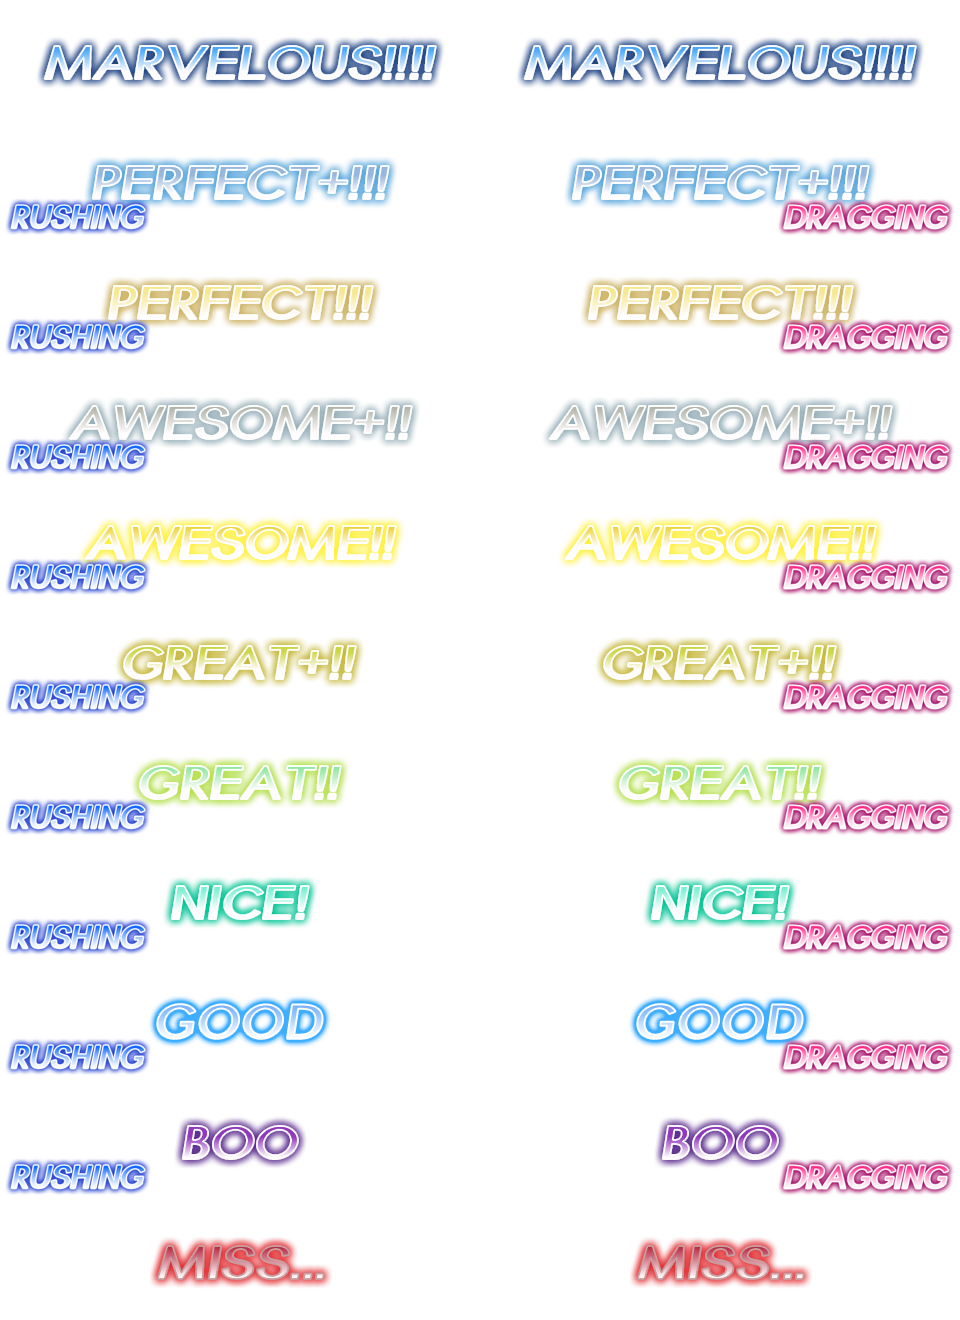 MARVELOUS!!!! MARVELOUS!!!!
PERFECT+!!! PERFECT+!!!
RUSHING DRAGGING
PERFECT!!! PERFECT!!!
RUSHING DRAGGING
AWESOME+!! AWESOME+!!
RUSHING DRAGGING
AWESOME!! AWESOME!!
RUSHING DRAGGING
GREAT+!! GREAT+!!
RUSHING DRAGGING
GREAT!! GREAT!!
RUSHING DRAGGING
NICE! NICE!
RUSHING DRAGGING
GOOD GOOD
RUSHING DRAGGING
BOO BOO
RUSHING DRAGGING
MISS... MISS...